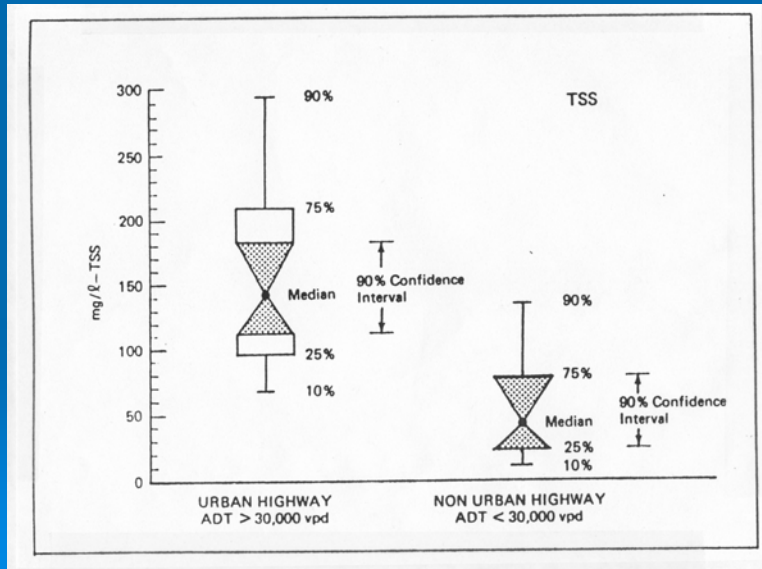 TSS
mg/ℓ-TSS
300
250
200
150
100
50
0
90%
75%
Median
25%
10%
90% Confidence
Interval
90%
75%
Median
25%
10%
90% Confidence
Interval
URBAN HIGHWAY
ADT > 30,000 vpd
NON URBAN HIGHWAY
ADT < 30,000 vpd